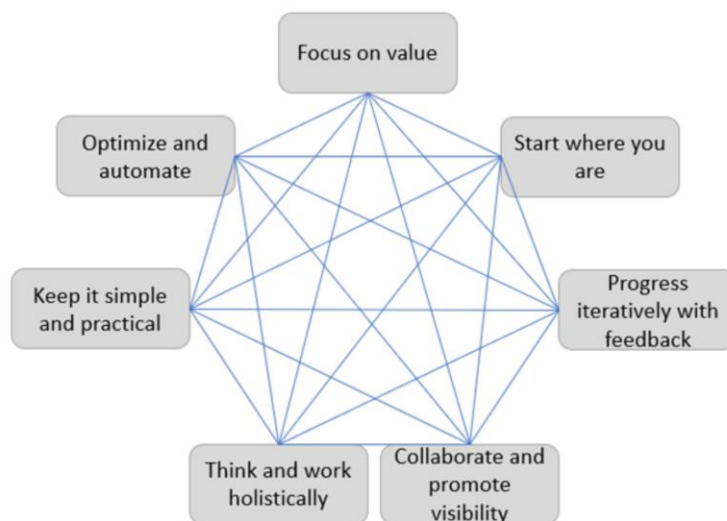 Focus on value
Optimize and
automate
Start where you
are
Keep it simple
and practical
Progress
iteratively with
feedback
Think and work
holistically
Collaborate and
promote
visibility